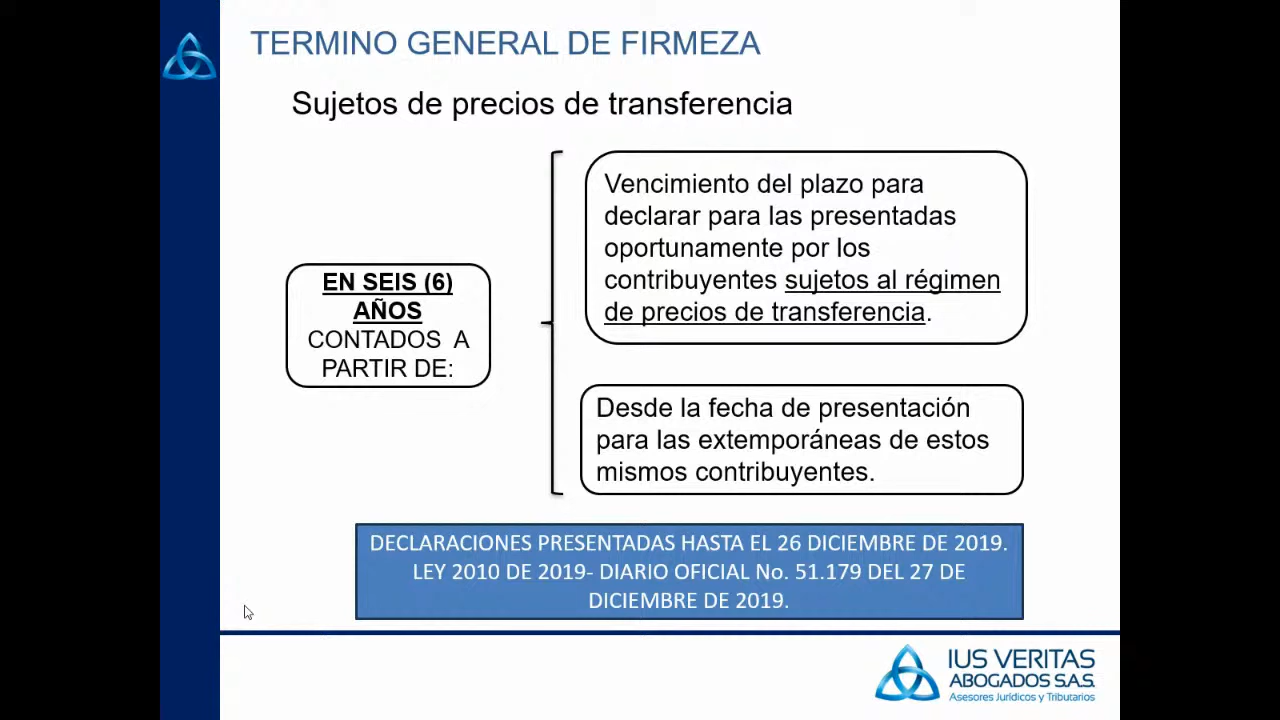 TERMINO GENERAL DE FIRMEZA
Sujetos de precios de transferencia
EN SEIS (6)
AÑOS
CONTADOS A
PARTIR DE:
Vencimiento del plazo para
declarar para las presentadas
oportunamente por los
contribuyentes sujetos al régimen
de precios de transferencia.
Desde la fecha de presentación
para las extemporáneas de estos
mismos contribuyentes.
DECLARACIONES PRESENTADAS HASTA EL 26 DICIEMBRE DE 2019.
LEY 2010 DE 2019- DIARIO OFICIAL No. 51.179 DEL 27 DE
DICIEMBRE DE 2019.
IUS VERITAS
ABOGADOS S.A.S.
Asesores Jurídicos y Tributarios